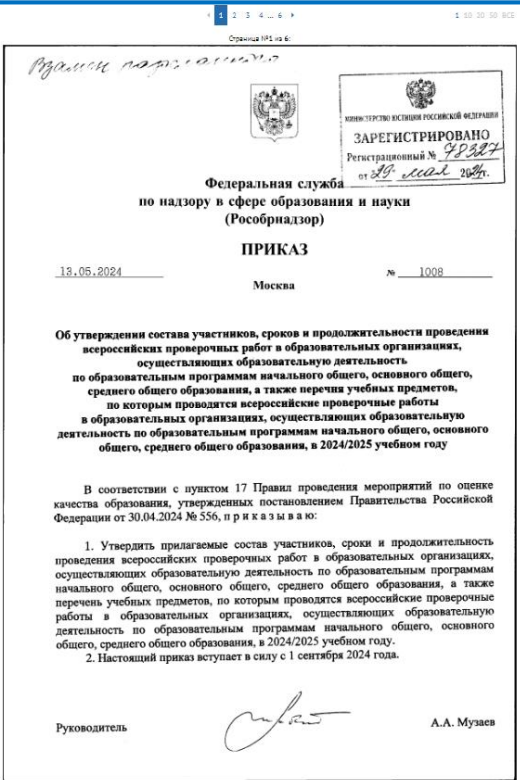 1 2 3 4 ... 6
1 10 20 50 ВСЕ
Страница №1 из 6:
Взамен
МИНИСТЕРСТВО ЮСТИЦИИ РОССИЙСКОЙ ФЕДЕРАЦИИ
ЗАРЕГИСТРИРОВАНО
Регистрационный № 78327
от "29" мая 2024г.
Федеральная служба
по надзору в сфере образования и науки
(Рособрнадзор)
ПРИКАЗ
13.05.2024 № 1008
Москва
Об утверждении состава участников, сроков и продолжительности проведения
всероссийских проверочных работ в образовательных организациях,
осуществляющих образовательную деятельность
по образовательным программам начального общего, основного общего,
среднего общего образования, а также перечня учебных предметов,
по которым проводятся всероссийские проверочные работы
в образовательных организациях, осуществляющих образовательную
деятельность по образовательным программам начального общего, основного
общего, среднего общего образования, в 2024/2025 учебном году
В соответствии с пунктом 17 Правил проведения мероприятий по оценке
качества образования, утвержденных постановлением Правительства Российской
Федерации от 30.04.2024 № 556, п р и к а з ы в а ю:
1. Утвердить прилагаемые состав участников, сроки и продолжительность
проведения всероссийских проверочных работ в образовательных организациях,
осуществляющих образовательную деятельность по образовательным программам
начального общего, основного общего, среднего общего образования, а также
перечень учебных предметов, по которым проводятся всероссийские проверочные
работы в образовательных организациях, осуществляющих образовательную
деятельность по образовательным программам начального общего, основного
общего, среднего общего образования, в 2024/2025 учебном году.
2. Настоящий приказ вступает в силу с 1 сентября 2024 года.
Руководитель А.А. Музаев